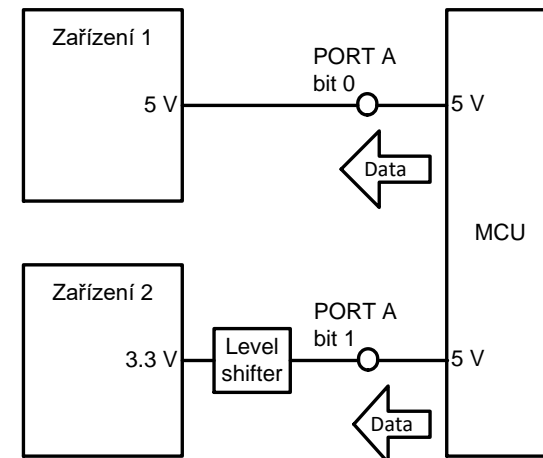 Zařízení 1
PORT A
bit 0
5 V
5 V
Data
MCU
Zařízení 2
PORT A
bit 1
3.3 V
Level
shifter
5 V
Data